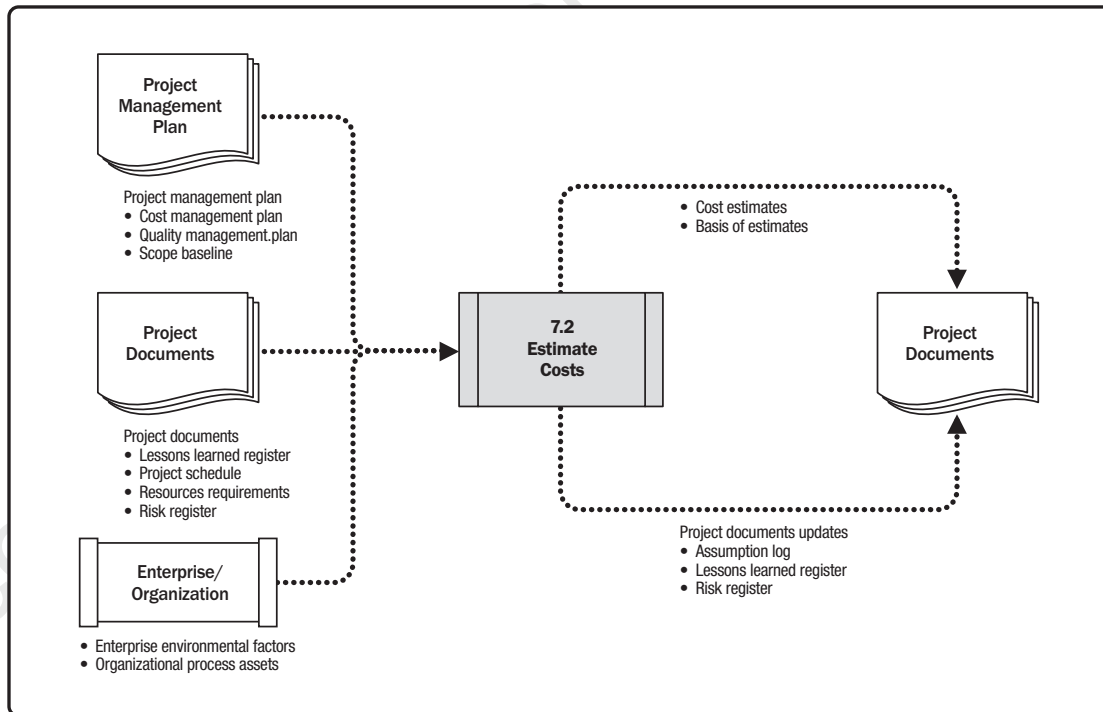 Project
Management
Plan
Project management plan
• Cost management plan
• Quality management.plan
• Scope baseline
Project
Documents
Project documents
• Lessons learned register
• Project schedule
• Resources requirements
• Risk register
Enterprise/
Organization
• Enterprise environmental factors
• Organizational process assets
7.2
Estimate
Costs
• Cost estimates
• Basis of estimates
Project
Documents
Project documents updates
• Assumption log
• Lessons learned register
• Risk register